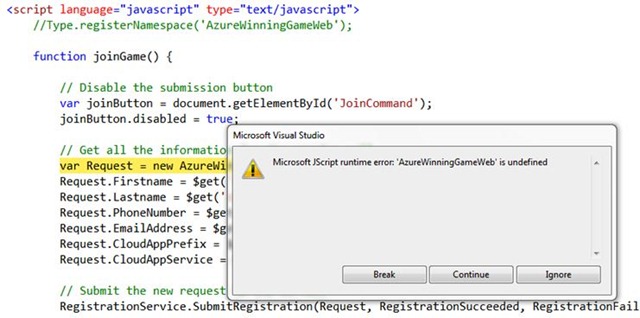 <script language="javascript" type="text/javascript">
//Type.registerNamespace('AzureWinningGameWeb');
function joinGame() {
// Disable the submission button
var joinButton = document.getElementById('JoinCommand');
joinButton.disabled = true;
// Get all the information
var Request = new AzureWi
Request.Firstname = $get(
Request.Lastname = $get('
Request.PhoneNumber = $ge
Request.EmailAddress = $g
Request.CloudAppPrefix =
Request.CloudAppService =
// Submit the new request
RegistrationService.SubmitRegistration(Request, RegistrationSucceeded, RegistrationFail
Microsoft Visual Studio
Microsoft JScript runtime error: 'AzureWinningGameWeb' is undefined
Break
Continue
Ignore